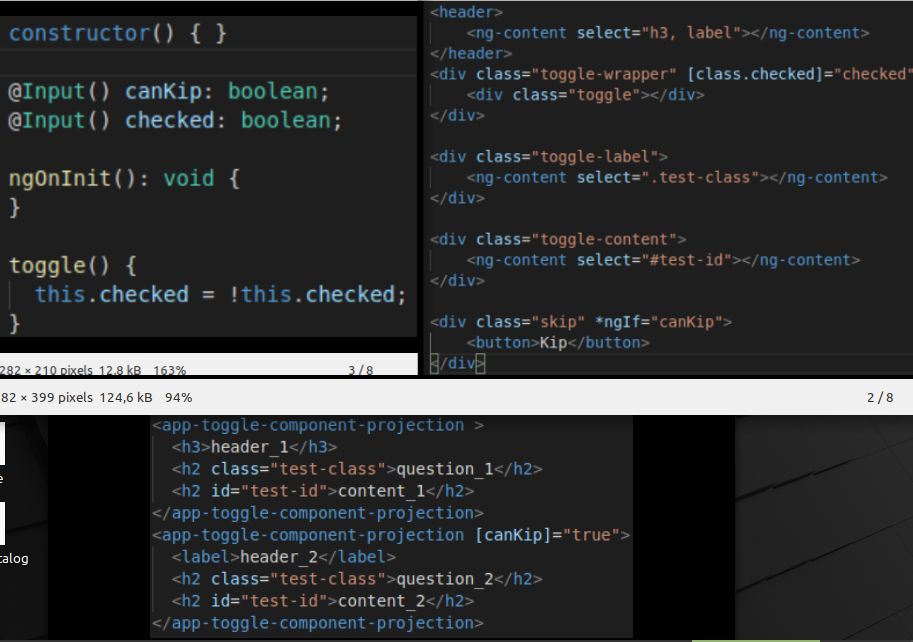 constructor() { }
@Input() canKip: boolean;
@Input() checked: boolean;
ngOnInit(): void {
}
toggle() {
this.checked = !this.checked;
}
282 × 210 pixels 12.8 kB 163% 3 / 8
<header>
<ng-content select="h3, label"></ng-content>
</header>
<div class="toggle-wrapper" [class.checked]="checked"
<div class="toggle"></div>
</div>
<div class="toggle-label">
<ng-content select=".test-class"></ng-content>
</div>
<div class="toggle-content">
<ng-content select="#test-id"></ng-content>
</div>
<div class="skip" *ngIf="canKip">
<button>Kip</button>
</div>
82 × 399 pixels 124,6 kB 94% 2 / 8
<app-toggle-component-projection >
<h3>header_1</h3>
<h2 class="test-class">question_1</h2>
<h2 id="test-id">content_1</h2>
</app-toggle-component-projection>
<app-toggle-component-projection [canKip]="true">
<label>header_2</label>
<h2 class="test-class">question_2</h2>
<h2 id="test-id">content_2</h2>
</app-toggle-component-projection>
e
talog